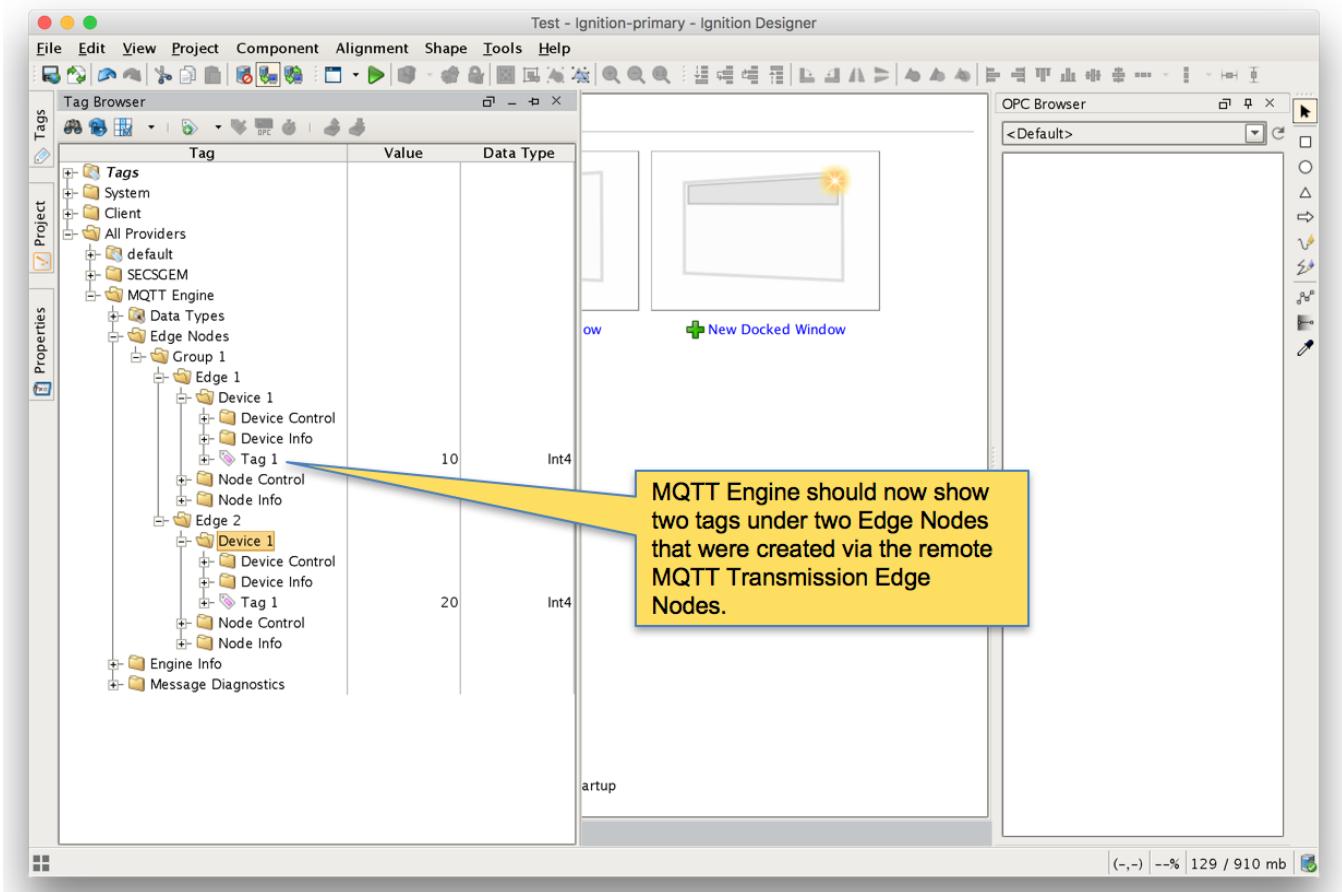 Test - Ignition-primary - Ignition Designer
File Edit View Project Component Alignment Shape Tools Help
Tags
Project
Properties
Tag Browser
OPC
Tag Value Data Type
Tags
System
Client
All Providers
default
SECSGEM
MQTT Engine
Data Types
Edge Nodes
Group 1
Edge 1
Device 1
Device Control
Device Info
Tag 1 10 Int4
Node Control
Node Info
Edge 2
Device 1
Device Control
Device Info
Tag 1 20 Int4
Node Control
Node Info
Engine Info
Message Diagnostics
ow
New Docked Window
MQTT Engine should now show
two tags under two Edge Nodes
that were created via the remote
MQTT Transmission Edge
Nodes.
artup
OPC Browser
<Default>
(-,-) --% 129 / 910 mb